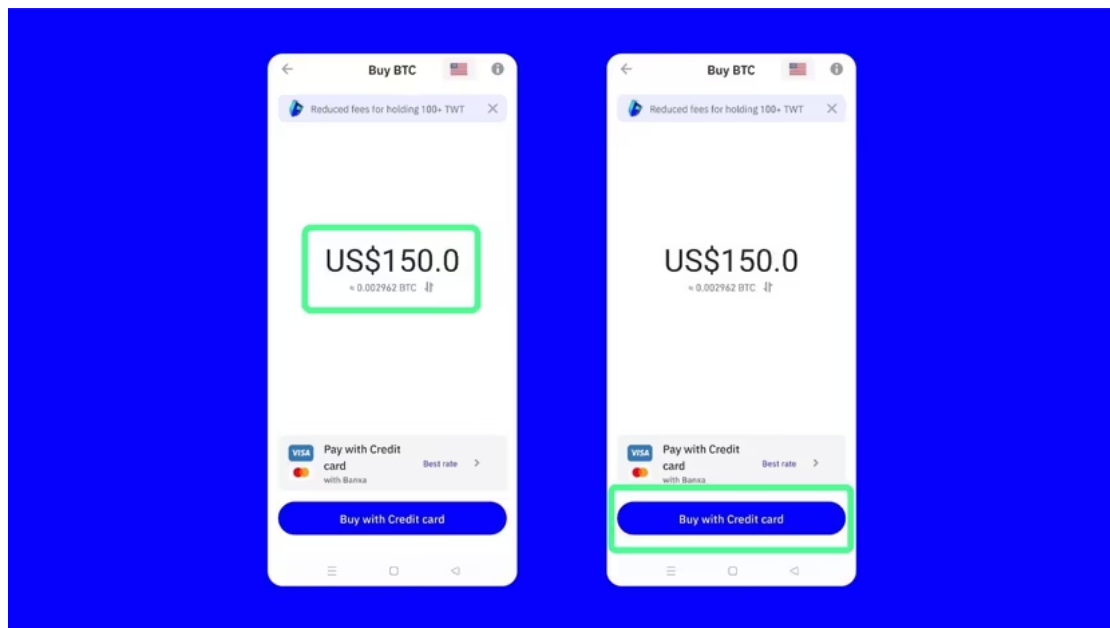 Buy BTC
Reduced fees for holding 100+ TWT
US$150.0
≈ 0.002962 BTC
VISA
Pay with Credit
card
with Banxa
Best rate
Buy with Credit card
Buy BTC
Reduced fees for holding 100+ TWT
US$150.0
≈ 0.002962 BTC
VISA
Pay with Credit
card
with Banxa
Best rate
Buy with Credit card